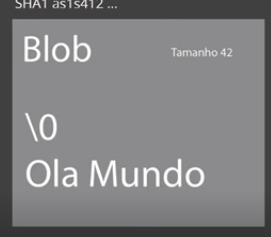 SHA1 as1s412 ...
Blob
Tamanho 42
\0
Ola Mundo